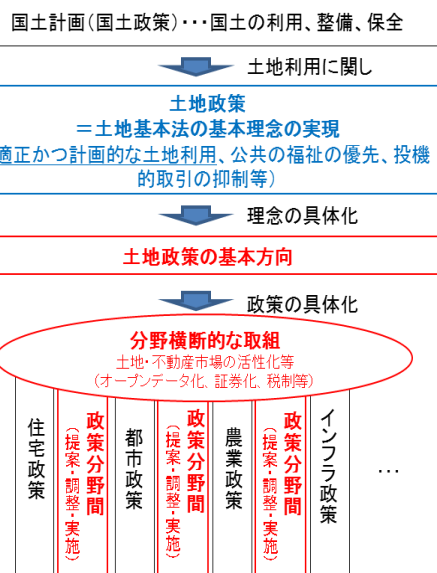 国土計画(国土政策)･･･国土の利用、整備、保全
土地利用に関し
土地政策
＝土地基本法の基本理念の実現
適正かつ計画的な土地利用、公共の福祉の優先、投機
的取引の抑制等）
理念の具体化
土地政策の基本方向
政策の具体化
分野横断的な取組
土地・不動産市場の活性化等
（オープンデータ化、証券化、税制等）
住宅政策
政策分野間
（提案・調整・実施）
都市政策
政策分野間
（提案・調整・実施）
農業政策
政策分野間
（提案・調整・実施）
インフラ政策
･･･